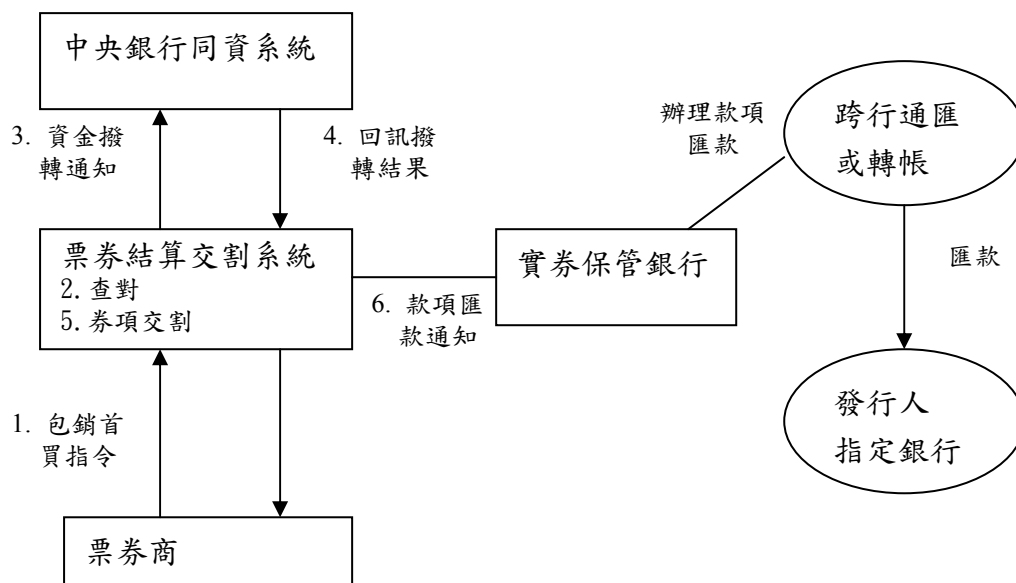 中央銀行同資系統
3. 資金撥
轉通知
4. 回訊撥
轉結果
辦理款項
匯款
跨行通匯
或轉帳
票券結算交割系統
2. 查對
5. 券項交割
6. 款項匯
款通知
實券保管銀行
匯款
1. 包銷首
買指令
發行人
指定銀行
票券商